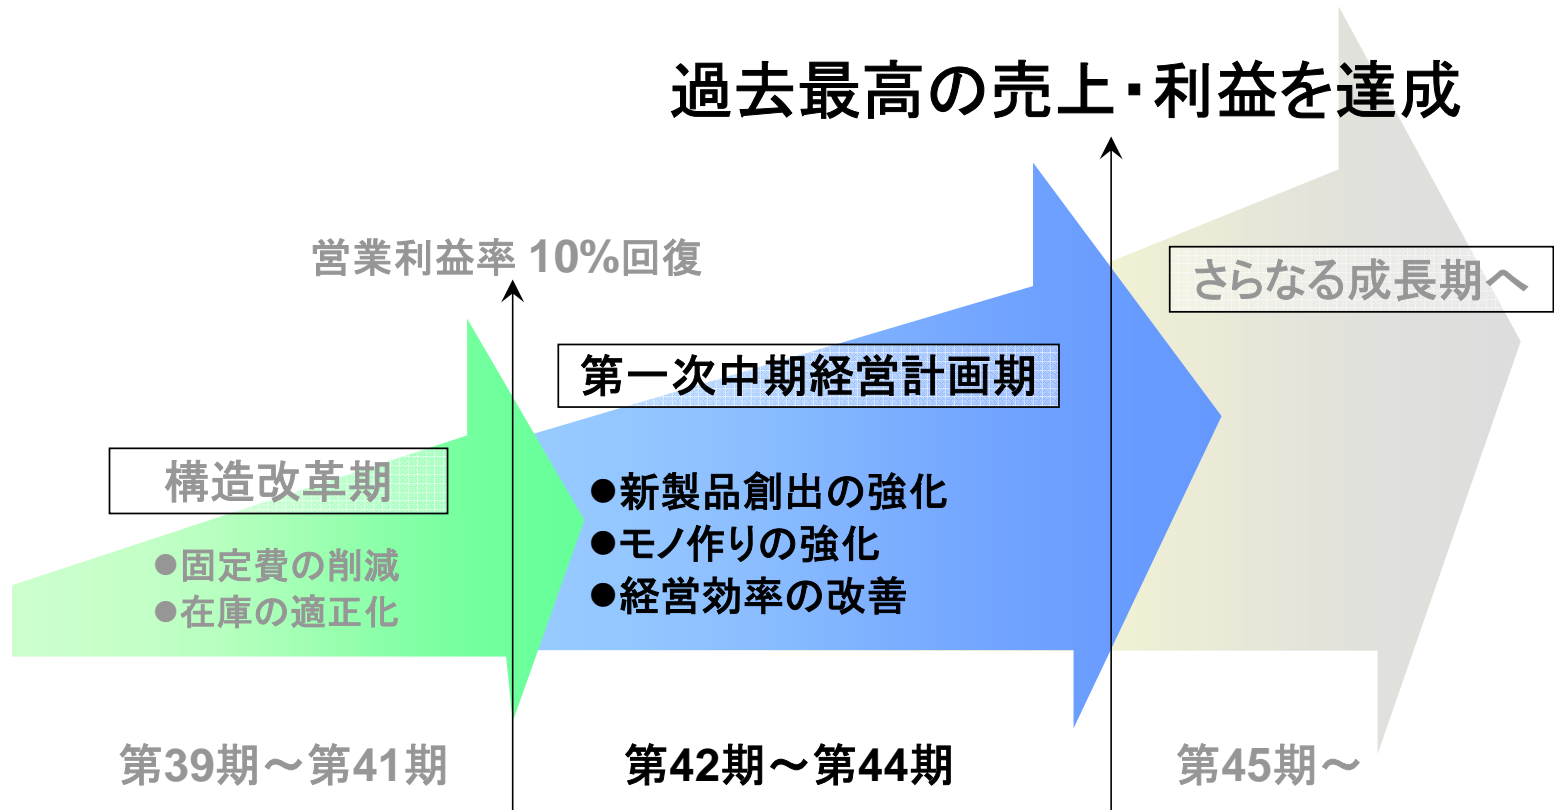 過去最高の売上・利益を達成
営業利益率 10%回復
さらなる成長期へ
第一次中期経営計画期
構造改革期
●新製品創出の強化
●モノ作りの強化
●経営効率の改善
●固定費の削減
●在庫の適正化
第39期～第41期
第42期～第44期
第45期～